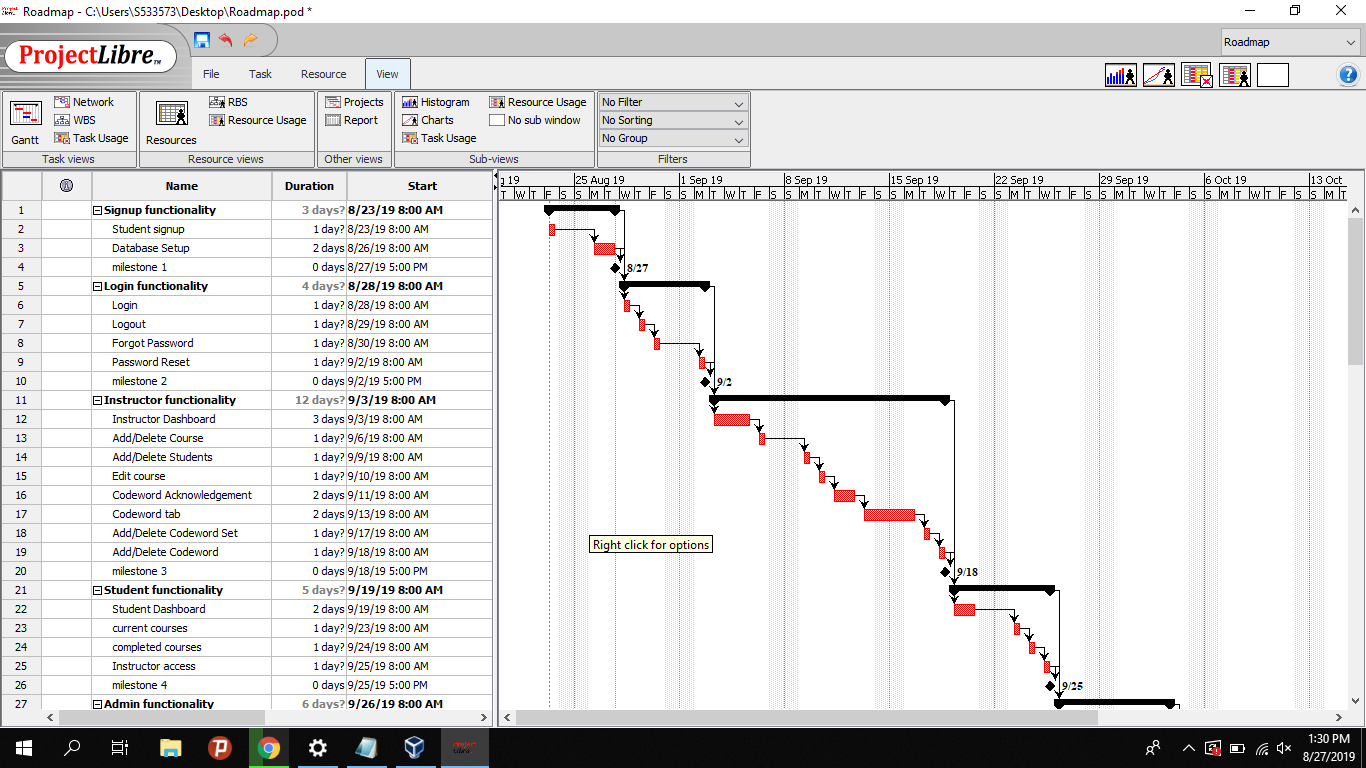 Roadmap - C:\Users\S533573\Desktop\Roadmap.pod *
ProjectLibre TM
Roadmap
File Task Resource View
Gantt
Network
WBS
Task Usage
Task views
Resources
RBS
Resource Usage
Resource views
Projects
Report
Other views
Histogram
Charts
Task Usage
Resource Usage
No sub window
Sub-views
No Filter
No Sorting
No Group
Filters
Name Duration Start
1 Signup functionality 3 days? 8/23/19 8:00 AM
2 Student signup 1 day? 8/23/19 8:00 AM
3 Database Setup 2 days 8/26/19 8:00 AM
4 milestone 1 0 days 8/27/19 5:00 PM
5 Login functionality 4 days? 8/28/19 8:00 AM
6 Login 1 day? 8/28/19 8:00 AM
7 Logout 1 day? 8/29/19 8:00 AM
8 Forgot Password 1 day? 8/30/19 8:00 AM
9 Password Reset 1 day? 9/2/19 8:00 AM
10 milestone 2 0 days 9/2/19 5:00 PM
11 Instructor functionality 12 days? 9/3/19 8:00 AM
12 Instructor Dashboard 3 days 9/3/19 8:00 AM
13 Add/Delete Course 1 day? 9/6/19 8:00 AM
14 Add/Delete Students 1 day? 9/9/19 8:00 AM
15 Edit course 1 day? 9/10/19 8:00 AM
16 Codeword Acknowledgement 2 days 9/11/19 8:00 AM
17 Codeword tab 2 days 9/13/19 8:00 AM
18 Add/Delete Codeword Set 1 day? 9/17/19 8:00 AM
19 Add/Delete Codeword 1 day? 9/18/19 8:00 AM
20 milestone 3 0 days 9/18/19 5:00 PM
21 Student functionality 5 days? 9/19/19 8:00 AM
22 Student Dashboard 2 days 9/19/19 8:00 AM
23 current courses 1 day? 9/23/19 8:00 AM
24 completed courses 1 day? 9/24/19 8:00 AM
25 Instructor access 1 day? 9/25/19 8:00 AM
26 milestone 4 0 days 9/25/19 5:00 PM
27 Admin functionality 6 days? 9/26/19 8:00 AM
19 25 Aug 19 1 Sep 19 8 Sep 19 15 Sep 19 22 Sep 19 29 Sep 19 6 Oct 19 13 Oct
T W T F S S M T W T F S S M T W T F S S M T W T F S S M T W T F S S M T W T F S S M T W T F S S M T W T F S S M T
8/27
9/2
Right click for options
9/18
9/25
Project
Libre
1:30 PM
8/27/2019